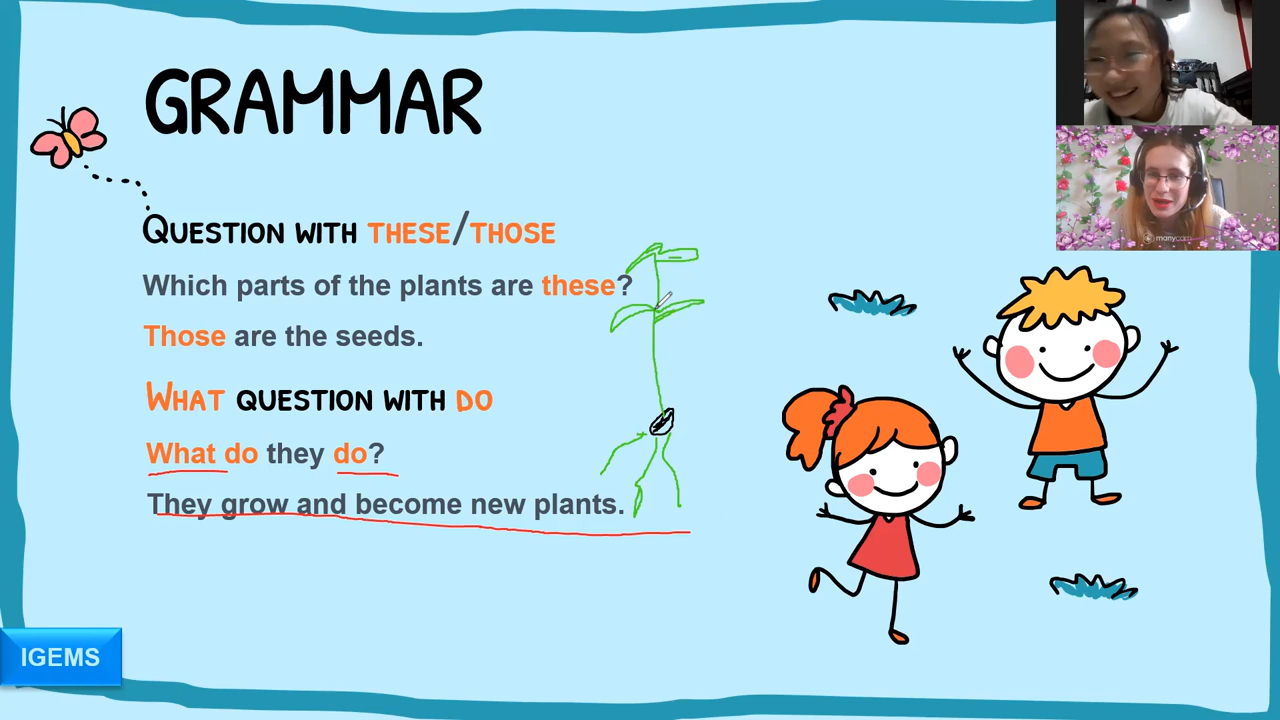 GRAMMAR
QUESTION WITH THESE/THOSE
Which parts of the plants are these?
Those are the seeds.
WHAT QUESTION WITH DO
What do they do?
They grow and become new plants.
IGEMS
manycam